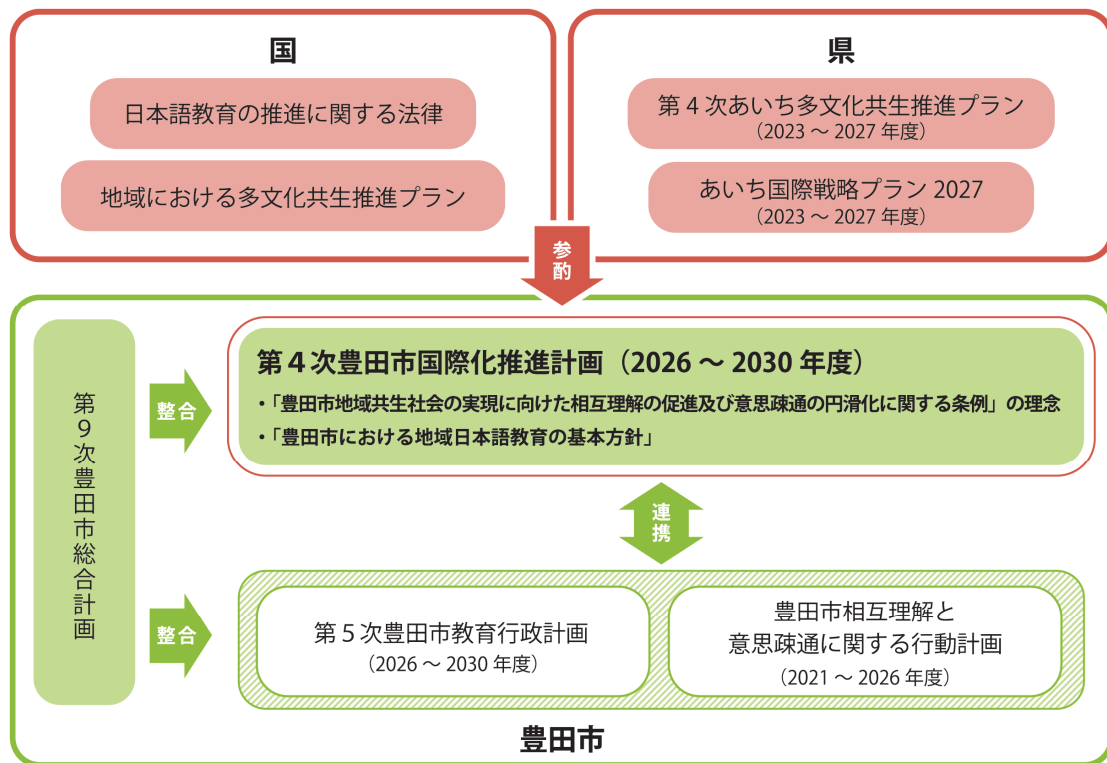 国
日本語教育の推進に関する法律
地域における多文化共生推進プラン
県
第4次あいち多文化共生推進プラン
（2023 ～ 2027 年度）
あいち国際戦略プラン 2027
（2023 ～ 2027 年度）
参酌
第9次豊田市総合計画
整合
第4次豊田市国際化推進計画（2026 ～ 2030 年度）
・「豊田市地域共生社会の実現に向けた相互理解の促進及び意思疎通の円滑化に関する条例」の理念
・「豊田市における地域日本語教育の基本方針」
連携
整合
第5次豊田市教育行政計画
（2026 ～ 2030 年度）
豊田市相互理解と
意思疎通に関する行動計画
（2021 ～ 2026 年度）
豊田市